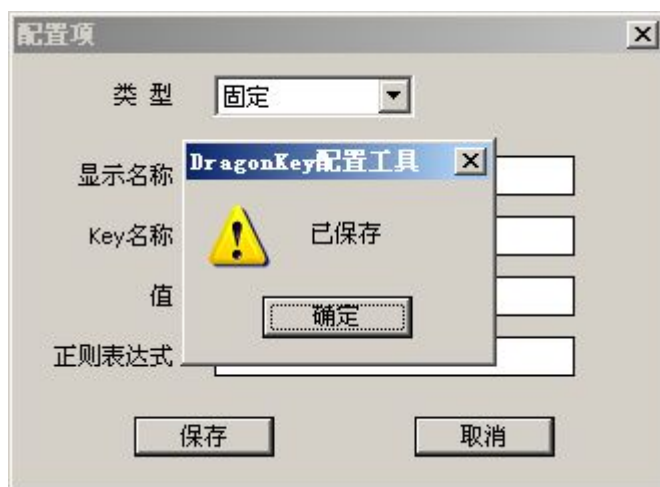 配置项
类 型
固定
显示名称
DragonKey配置工具
Key名称
已保存
值
确定
正则表达式
保存
取消